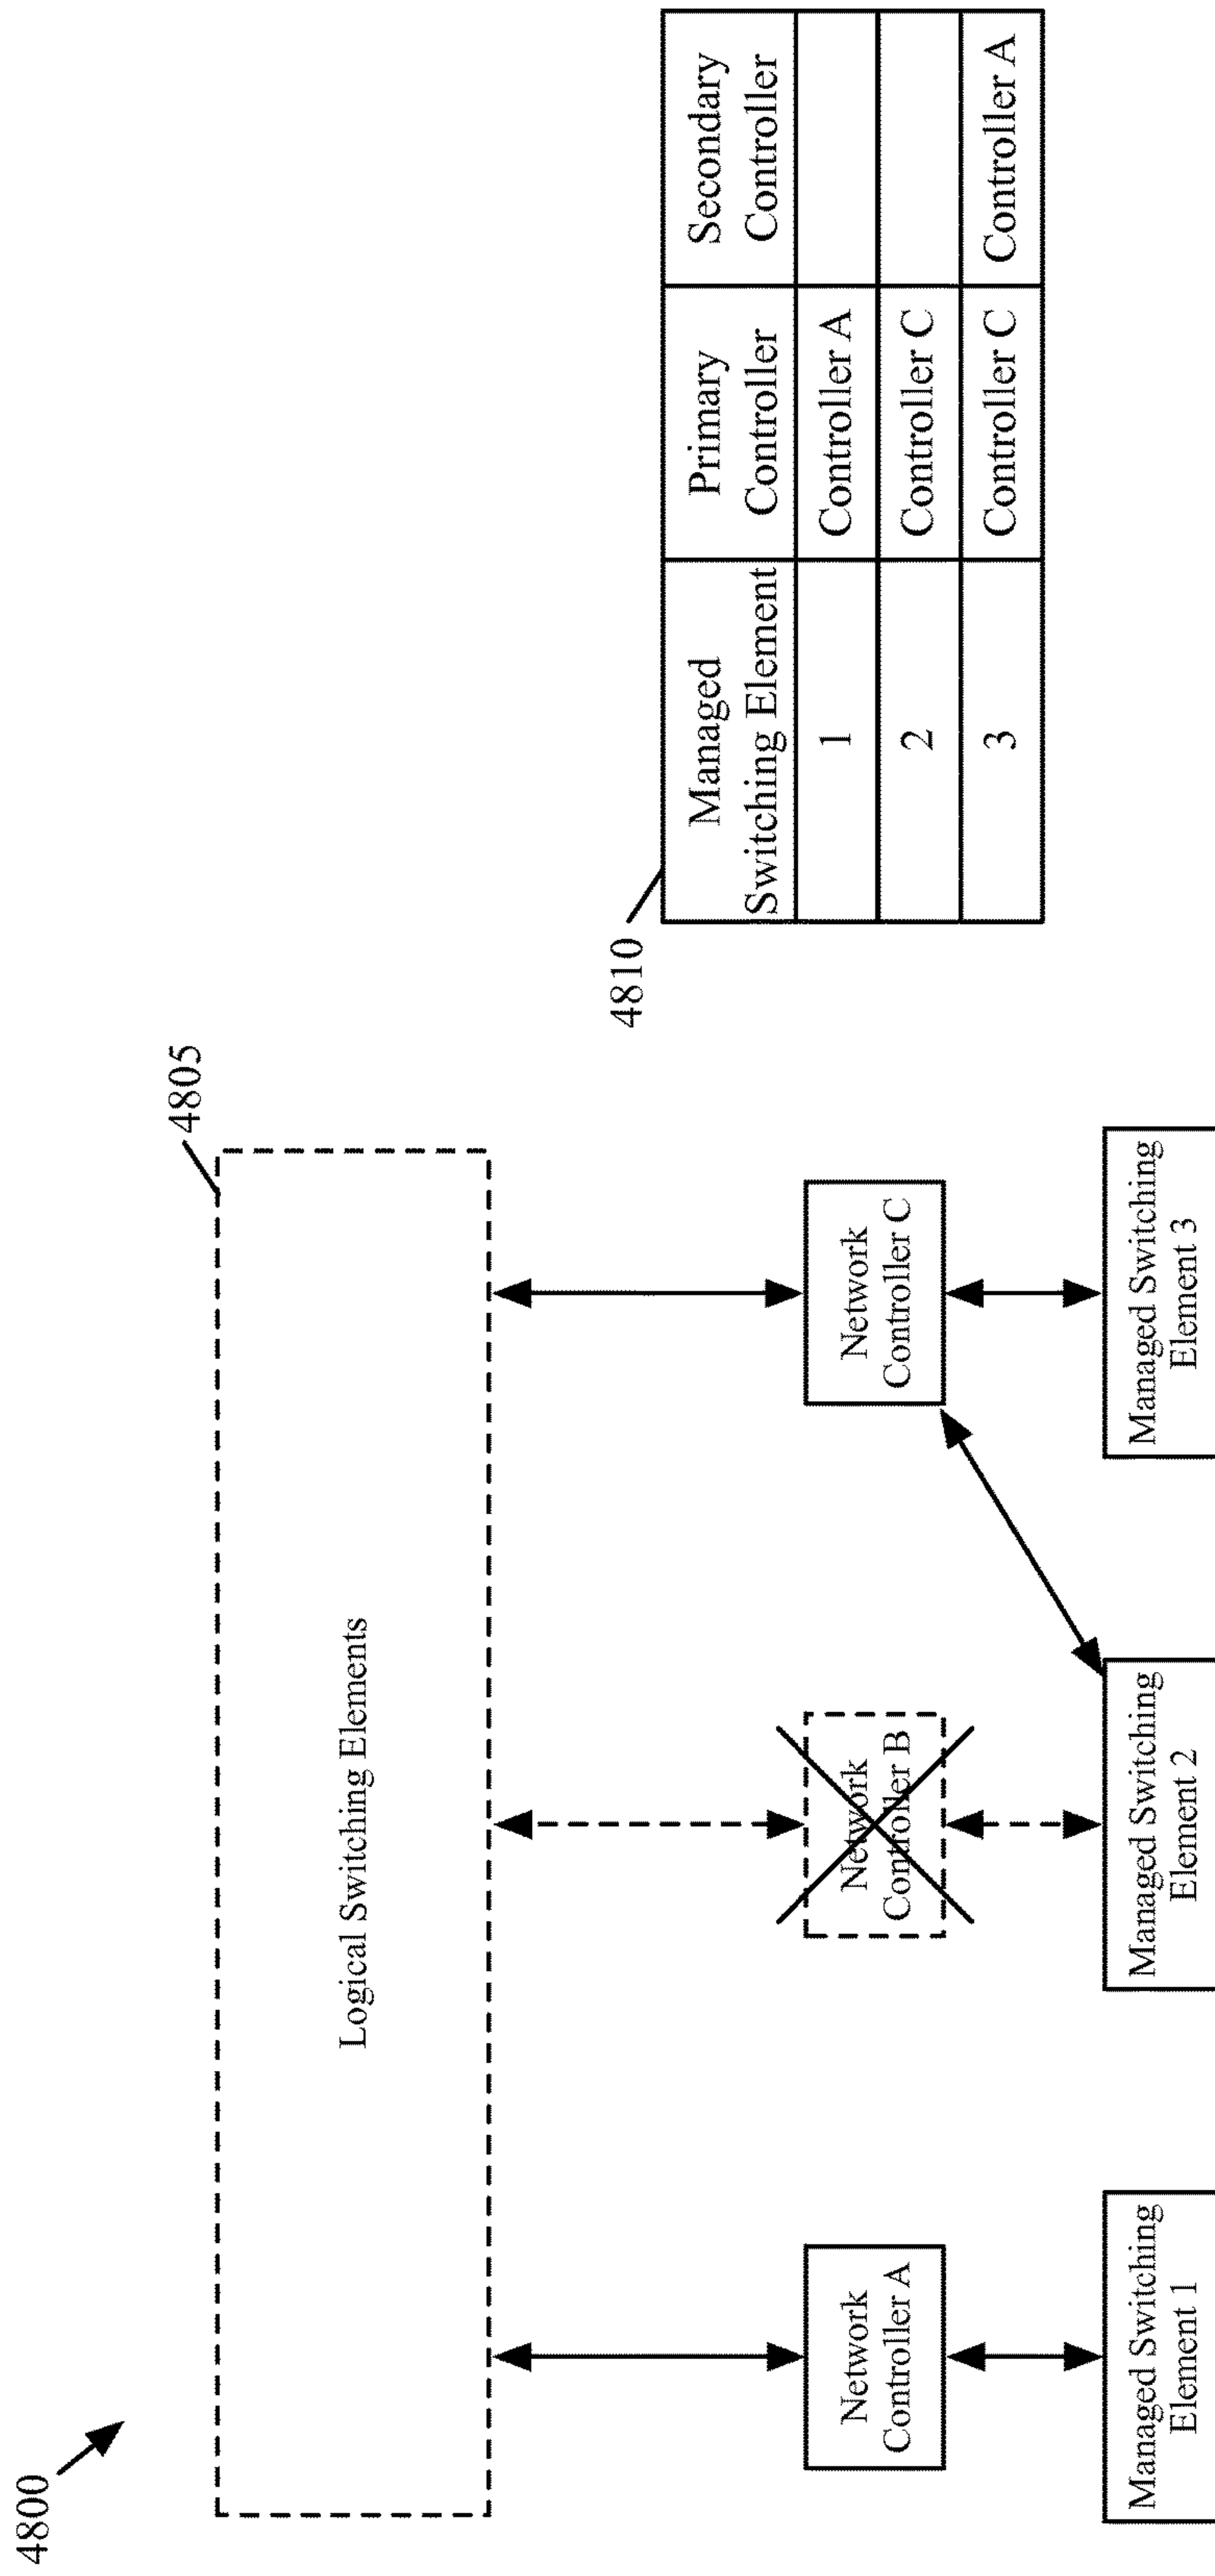 4800
4805
Logical Switching Elements
Network
Controller A
Network
Controller B
Network
Controller C
Managed Switching
Element 1
Managed Switching
Element 2
Managed Switching
Element 3
4810
Managed
Switching Element
Primary
Controller
Secondary
Controller
1
Controller A
2
Controller C
3
Controller C
Controller A